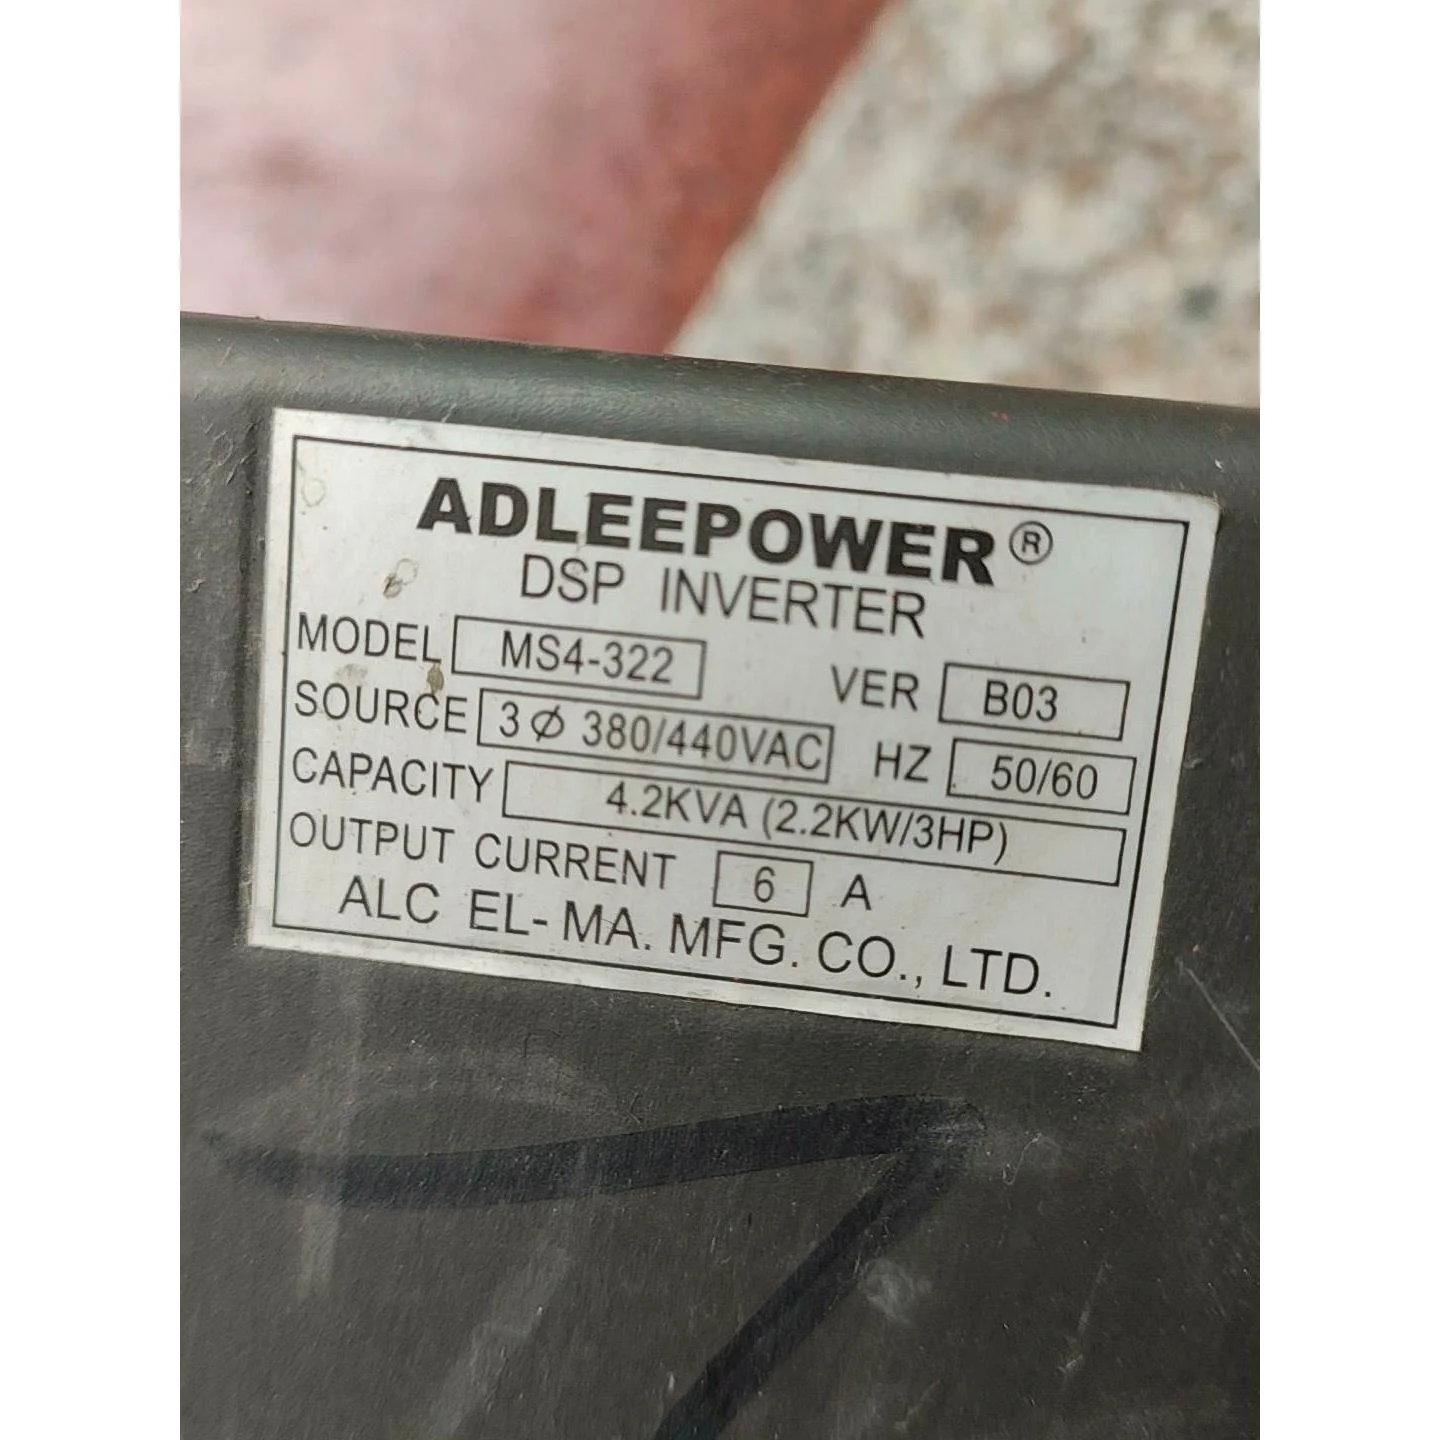 ADLEEPOWER®
DSP INVERTER
MODEL MS4-322 VER B03
SOURCE 3Ø 380/440VAC HZ 50/60
CAPACITY 4.2KVA (2.2KW/3HP)
OUTPUT CURRENT 6 A
ALC EL-MA. MFG. CO., LTD.